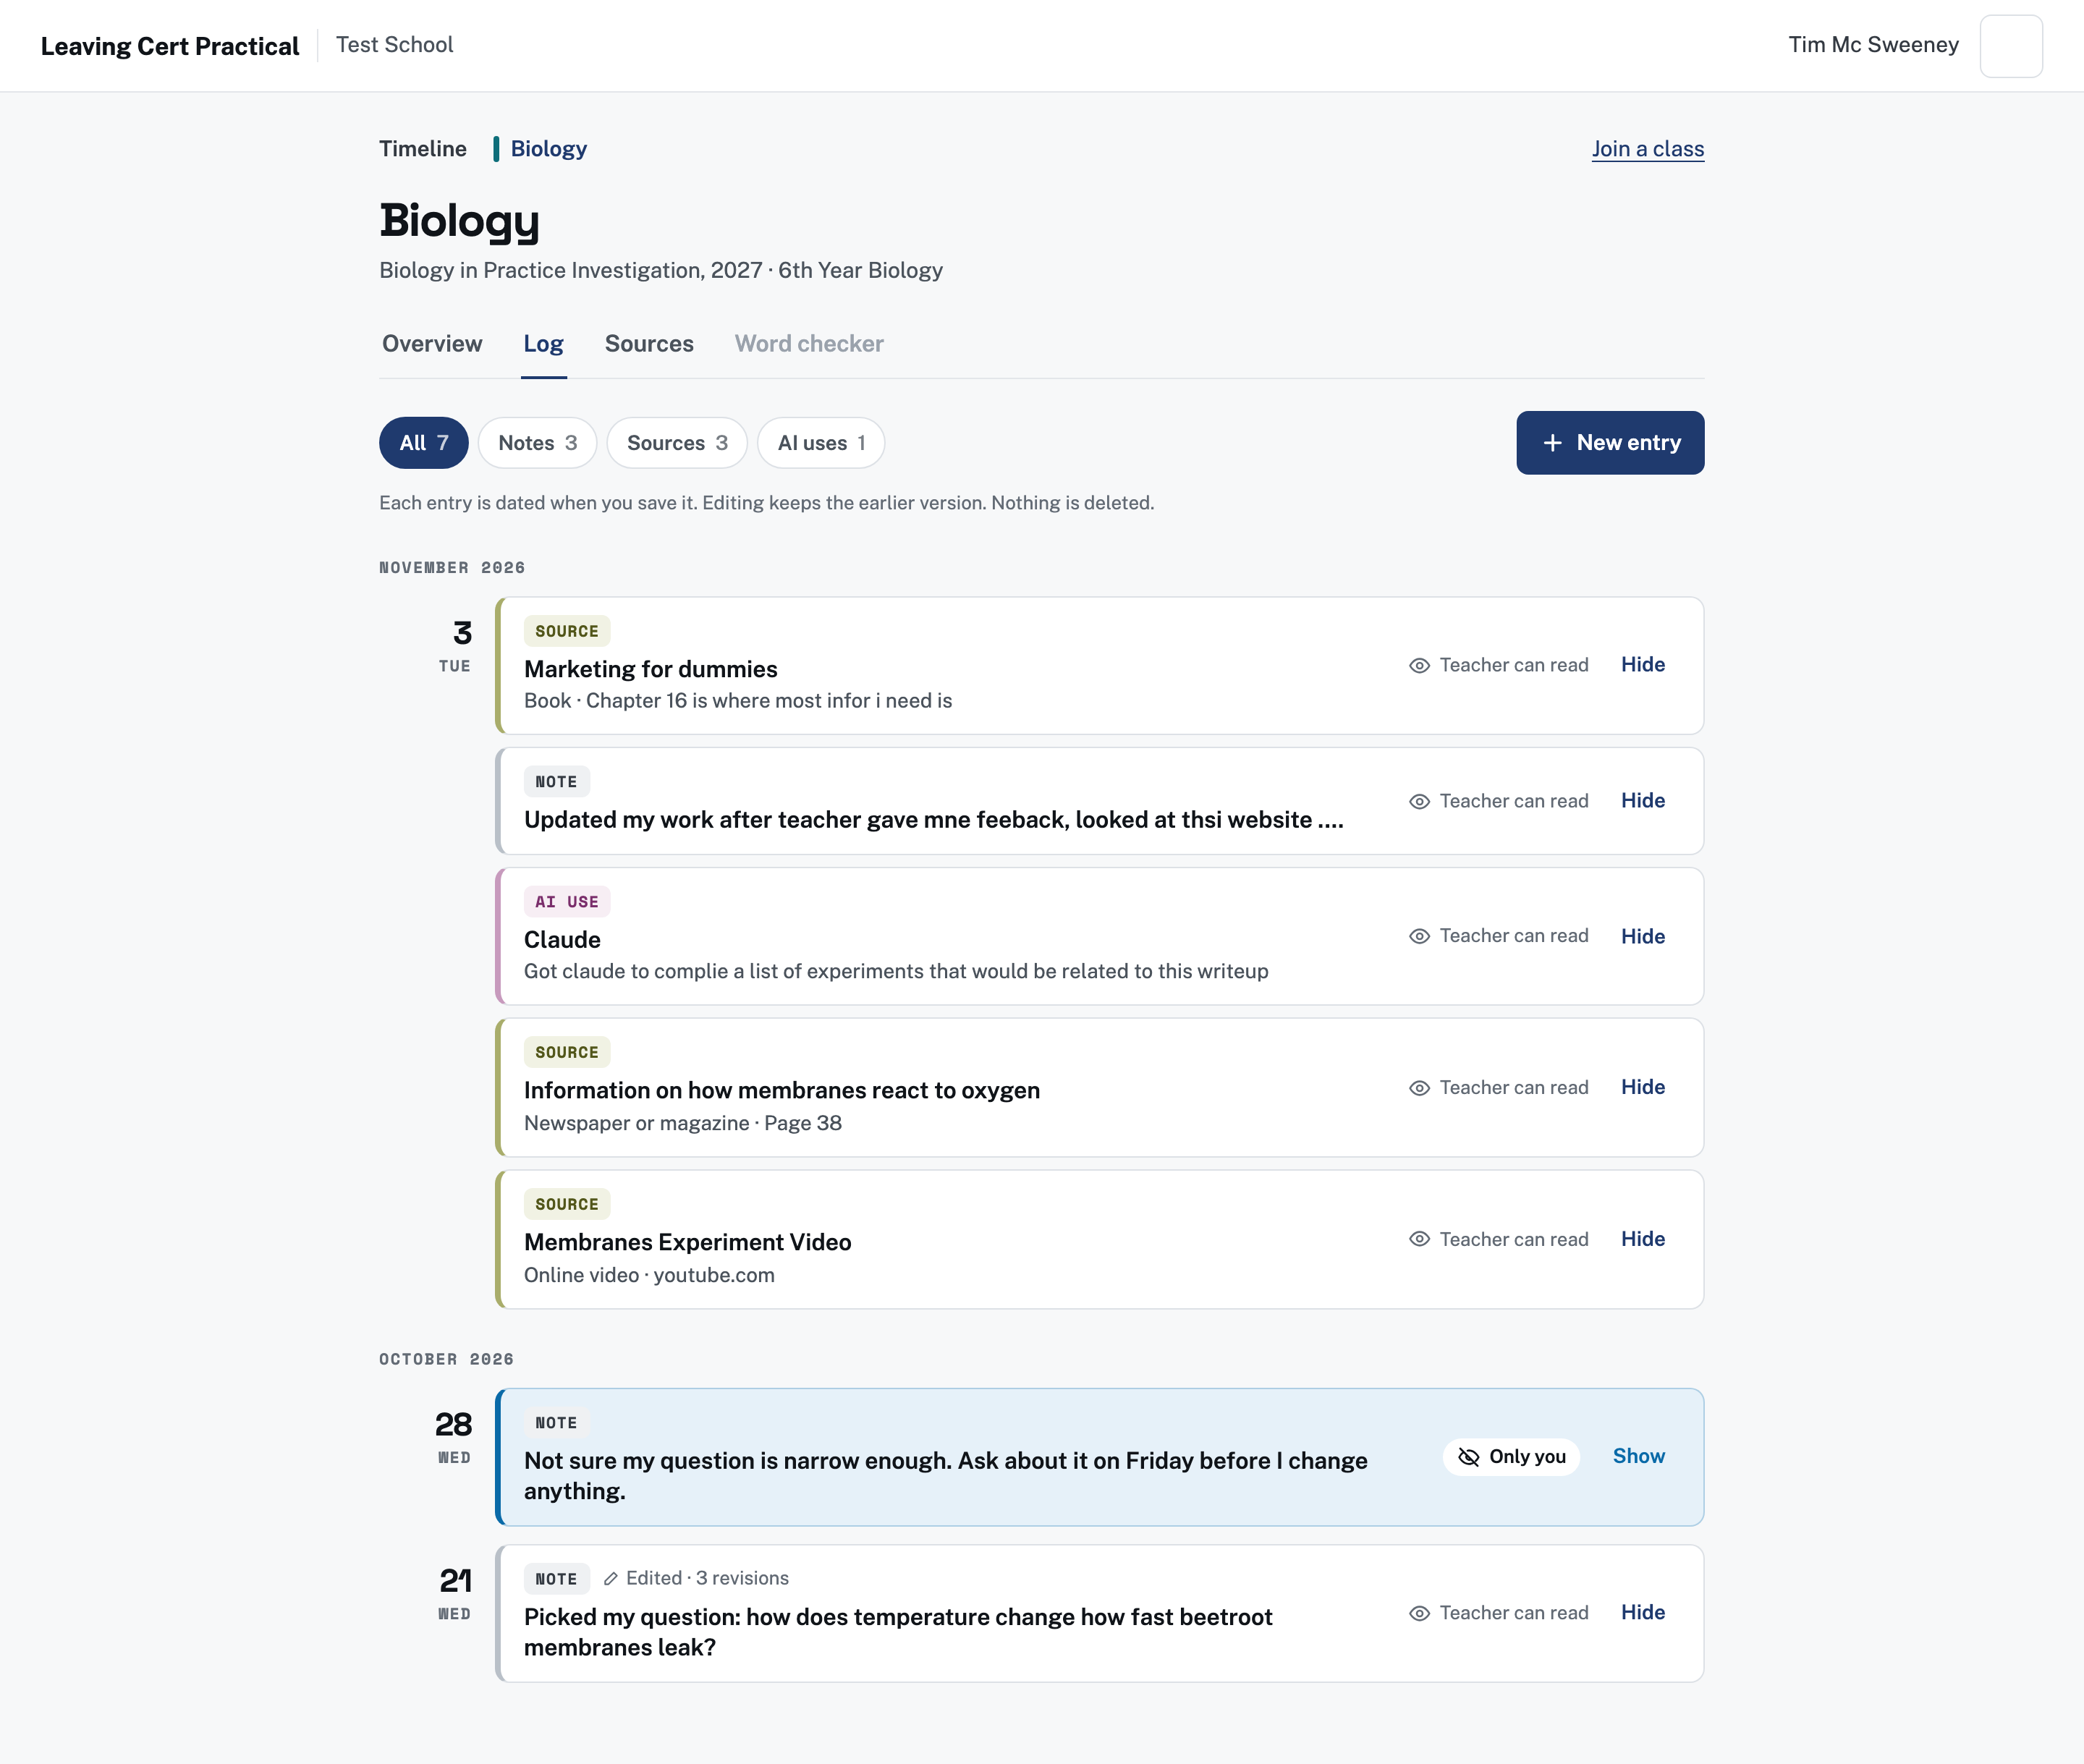 Leaving Cert Practical
Test School
Tim Mc Sweeney
Timeline
Biology
Join a class
Biology
Biology in Practice Investigation, 2027 · 6th Year Biology
Overview
Log
Sources
Word checker
All 7
Notes 3
Sources 3
AI uses 1
+ New entry
Each entry is dated when you save it. Editing keeps the earlier version. Nothing is deleted.
NOVEMBER 2026
3
TUE
SOURCE
Marketing for dummies
Book · Chapter 16 is where most infor i need is
Teacher can read
Hide
NOTE
Updated my work after teacher gave mne feeback, looked at thsi website ....
Teacher can read
Hide
AI USE
Claude
Got claude to complie a list of experiments that would be related to this writeup
Teacher can read
Hide
SOURCE
Information on how membranes react to oxygen
Newspaper or magazine · Page 38
Teacher can read
Hide
SOURCE
Membranes Experiment Video
Online video · youtube.com
Teacher can read
Hide
OCTOBER 2026
28
WED
NOTE
Not sure my question is narrow enough. Ask about it on Friday before I change
anything.
Only you
Show
21
WED
NOTE
Edited · 3 revisions
Picked my question: how does temperature change how fast beetroot
membranes leak?
Teacher can read
Hide